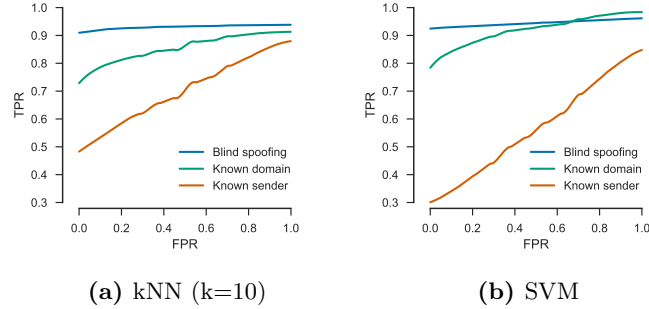 1.0
0.9
0.8
0.7
0.6
0.5
0.4
0.3
TPR
Blind spoofing
Known domain
Known sender
0.0 0.2 0.4 0.6 0.8 1.0
FPR
(a) kNN (k=10)
1.0
0.9
0.8
0.7
0.6
0.5
0.4
0.3
TPR
Blind spoofing
Known domain
Known sender
0.0 0.2 0.4 0.6 0.8 1.0
FPR
(b) SVM